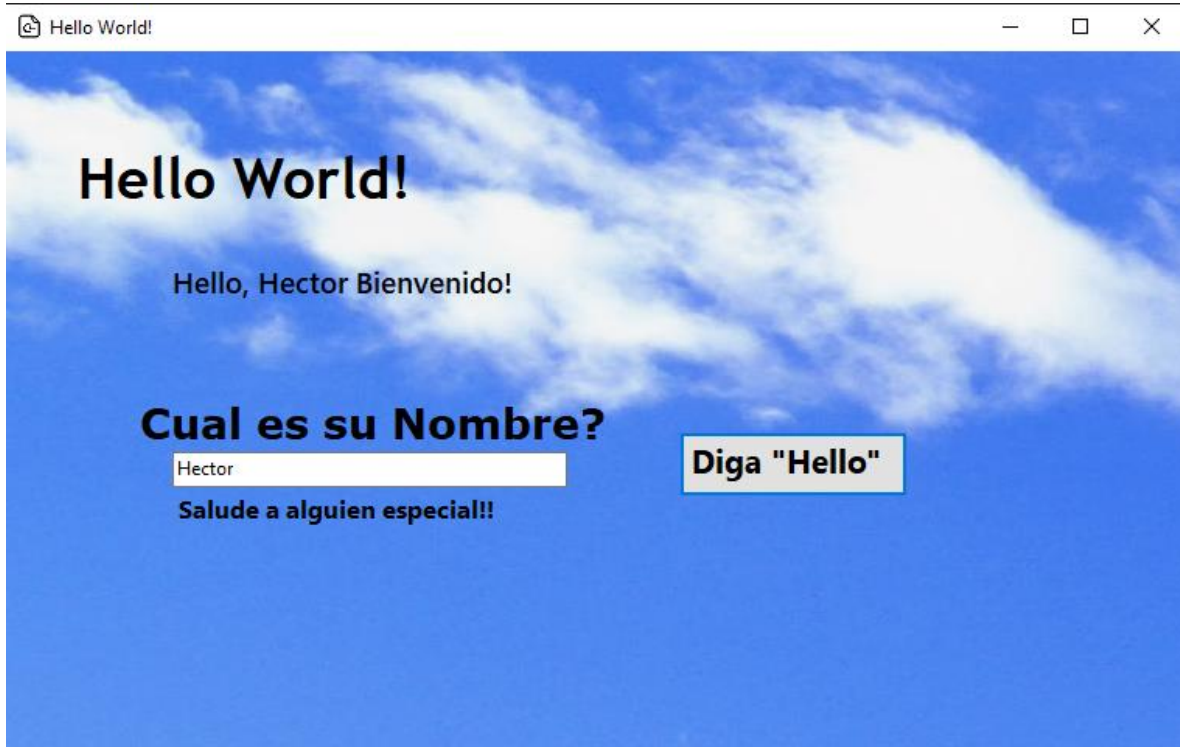 Hello World!
Hello World!
Hello, Hector Bienvenido!
Cual es su Nombre?
Hector
Diga "Hello"
Salude a alguien especial!!